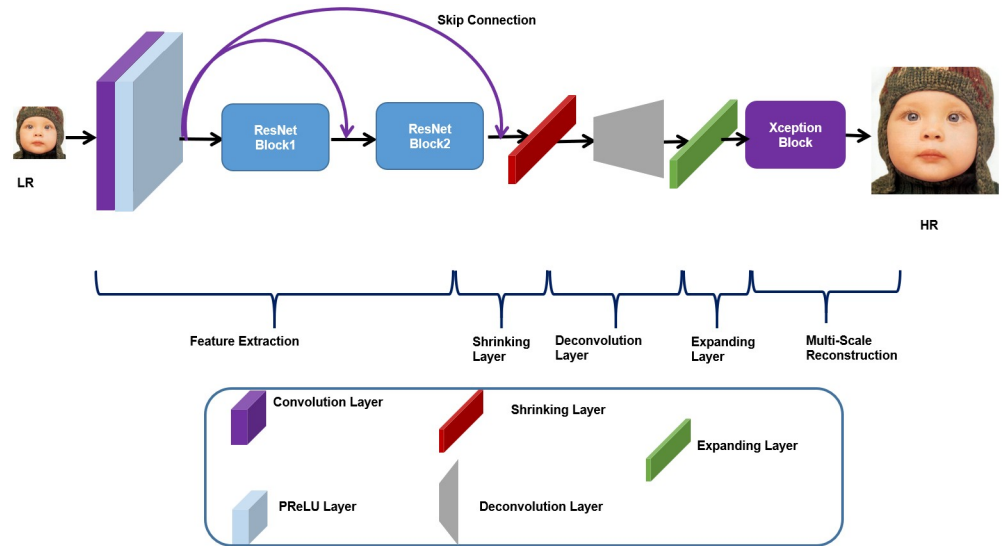 Skip Connection
LR
ResNet
Block1
ResNet
Block2
Xception
Block
HR
Feature Extraction
Shrinking
Layer
Deconvolution
Layer
Expanding
Layer
Multi-Scale
Reconstruction
Convolution Layer
Shrinking Layer
Expanding Layer
PReLU Layer
Deconvolution Layer